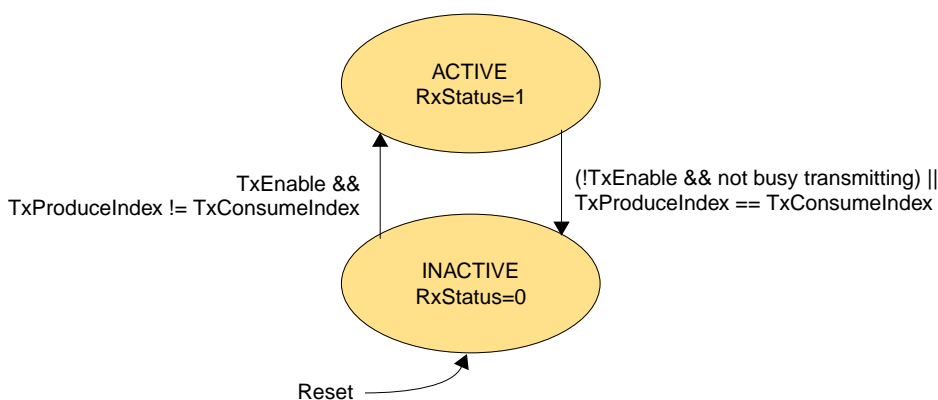 ACTIVE
RxStatus=1
TxEnable &&
TxProduceIndex != TxConsumeIndex
(!TxEnable && not busy transmitting) ||
TxProduceIndex == TxConsumeIndex
INACTIVE
RxStatus=0
Reset